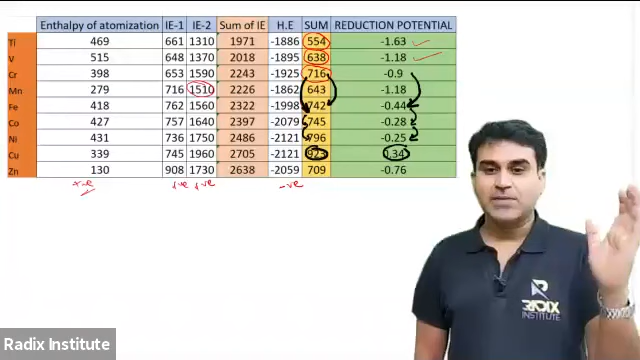 Enthalpy of atomization IE-1 IE-2 Sum of IE H.E SUM REDUCTION POTENTIAL
Ti 469 661 1310 1971 -1886 554 -1.63
V 515 648 1370 2018 -1895 638 -1.18
Cr 398 653 1590 2243 -1925 716 -0.9
Mn 279 716 1510 2226 -1862 643 -1.18
Fe 418 762 1560 2322 -1998 742 -0.44
Co 427 757 1640 2397 -2079 745 -0.28
Ni 431 736 1750 2486 -2121 796 -0.25
Cu 339 745 1960 2705 -2121 923 0.34
Zn 130 908 1730 2638 -2059 709 -0.76
+ve +ve +ve -ve
RADIX
INSTITUTE
Radix Institute